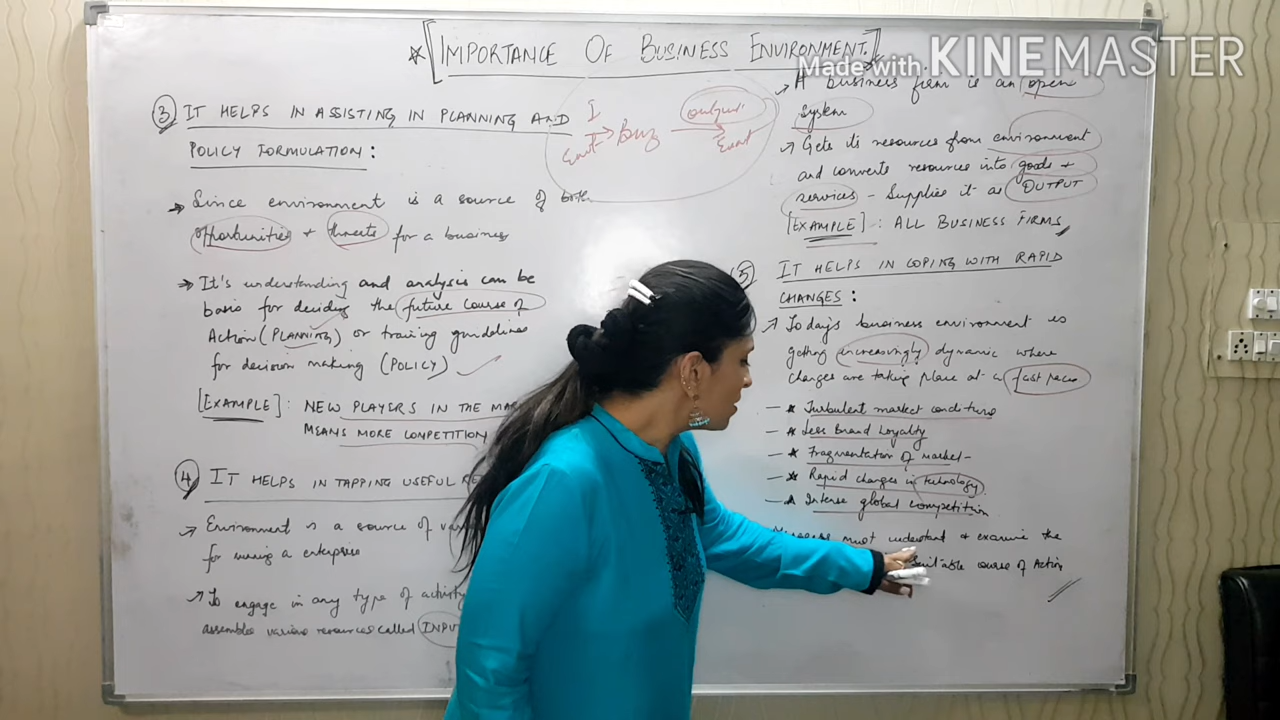 ★ [IMPORTANCE OF BUSINESS ENVIRONMENT.]
Made with KINEMASTER
③ IT HELPS IN ASSISTING IN PLANNING AND
POLICY FORMULATION :
→ Since environment is a source of both
opportunities + threats for a business
→ It's understanding and analysis can be
basis for deciding the future course of
Action (PLANNING) or training guidelines
for decision making (POLICY)
[EXAMPLE] : NEW PLAYERS IN THE MAR
MEANS MORE COMPETITION
④ IT HELPS IN TAPPING USEFUL RE
→ Environment is a source of var
for a enterprise
→ To engage in any type of activity
assembles various resources called INPUT
I
→ Buz → output
→ A business firm is an open
system
→ Gets its resources from environment
and converts resources into goods +
services - Supplies it as OUTPUT
[EXAMPLE] : ALL BUSINESS FIRMS
5) IT HELPS IN COPING WITH RAPID
CHANGES :
→ Today's business environment is
getting increasingly dynamic where
changes are taking place at a fast pace
- ★ Turbulent market conditions
- ★ Less Brand Loyalty
- ★ Fragmentation of market -
- ★ Rapid changes in technology
- ★ Intense global competition
must understand + examine the
suitable course of Action